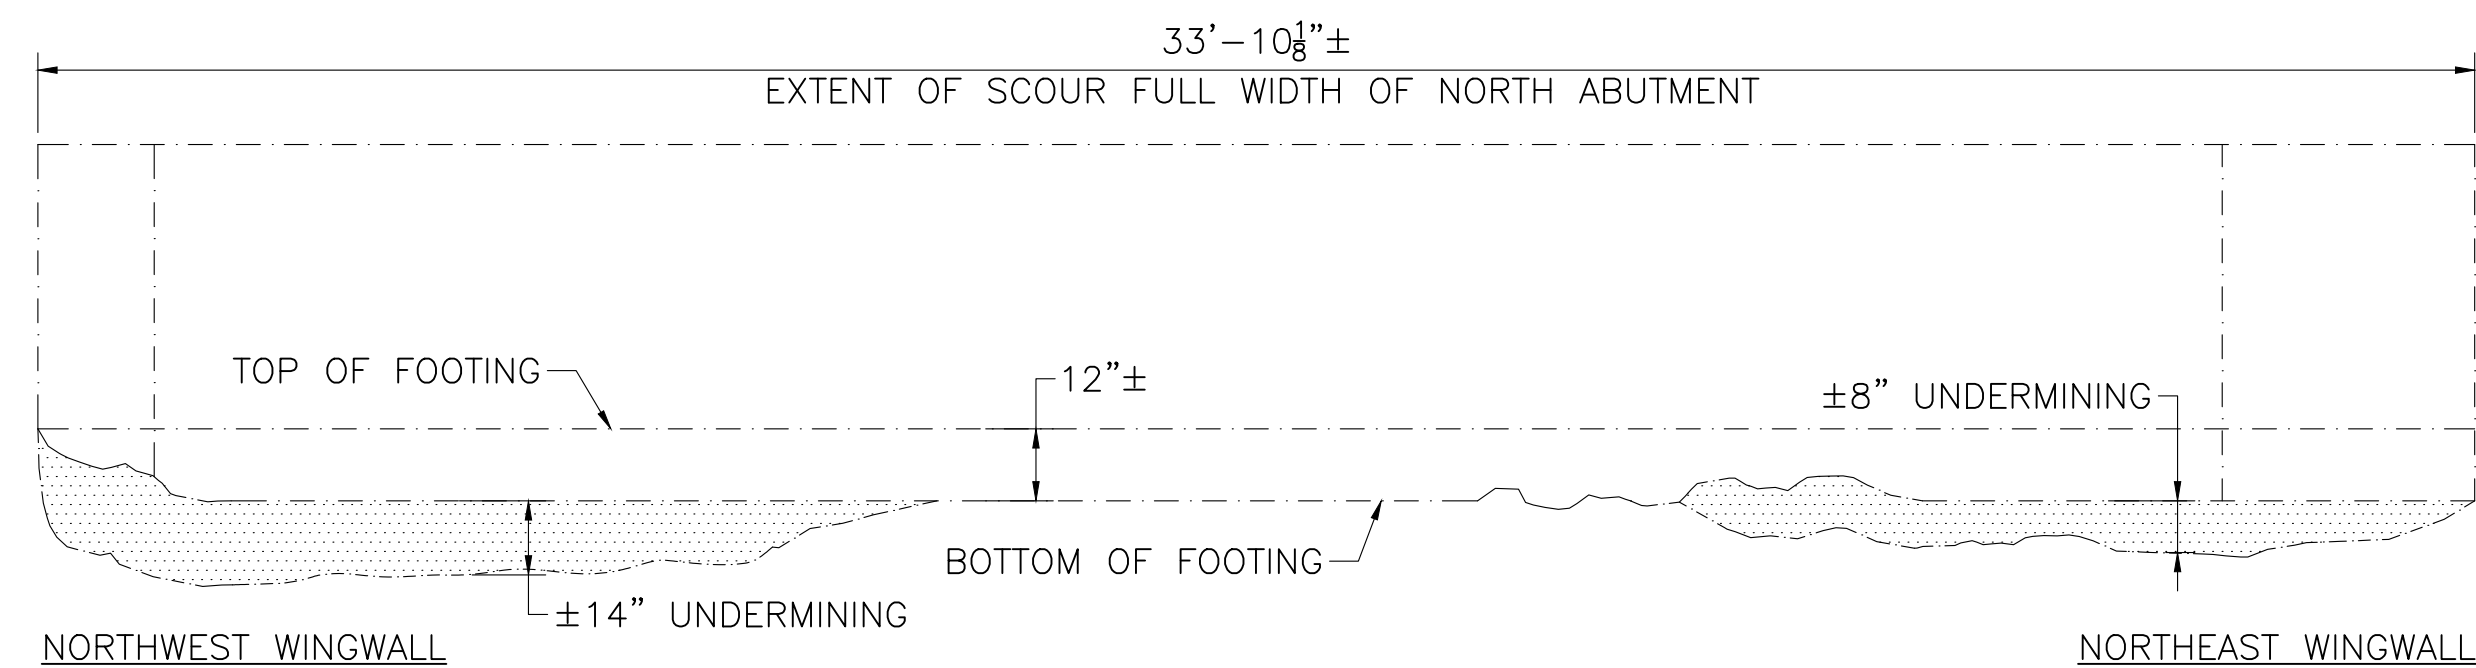 33'-10⅛"±
EXTENT OF SCOUR FULL WIDTH OF NORTH ABUTMENT
TOP OF FOOTING
12"±
±8" UNDERMINING
BOTTOM OF FOOTING
±14" UNDERMINING
NORTHWEST WINGWALL
NORTHEAST WINGWALL